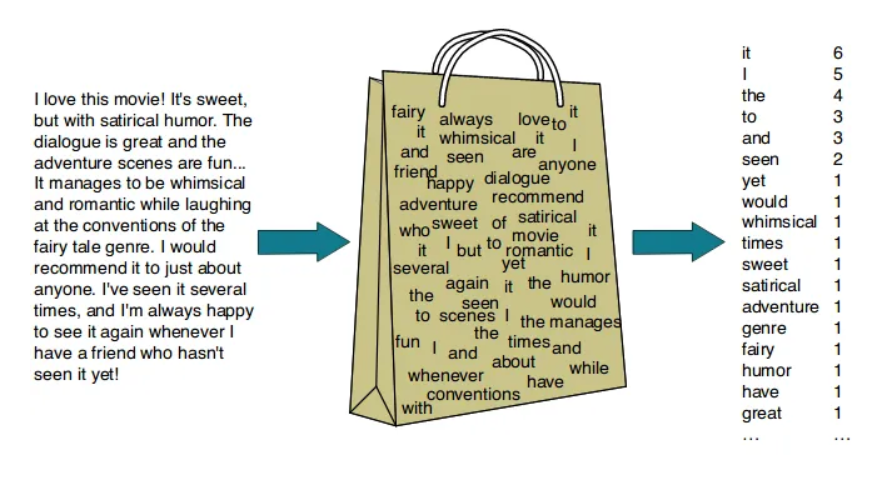 I love this movie! It's sweet,
but with satirical humor. The
dialogue is great and the
adventure scenes are fun...
It manages to be whimsical
and romantic while laughing
at the conventions of the
fairy tale genre. I would
recommend it to just about
anyone. I've seen it several
times, and I'm always happy
to see it again whenever I
have a friend who hasn't
seen it yet!
fairy always love to it
it whimsical it I
and seen are anyone
friend happy dialogue
adventure recommend
who sweet of satirical it
it I but to movie romantic I
several yet
again it the humor
the seen would
to scenes I the manages
the
fun I and times and
about while
whenever have
conventions
with
it 6
I 5
the 4
to 3
and 3
seen 2
yet 1
would 1
whimsical 1
times 1
sweet 1
satirical 1
adventure 1
genre 1
fairy 1
humor 1
have 1
great 1
... ...